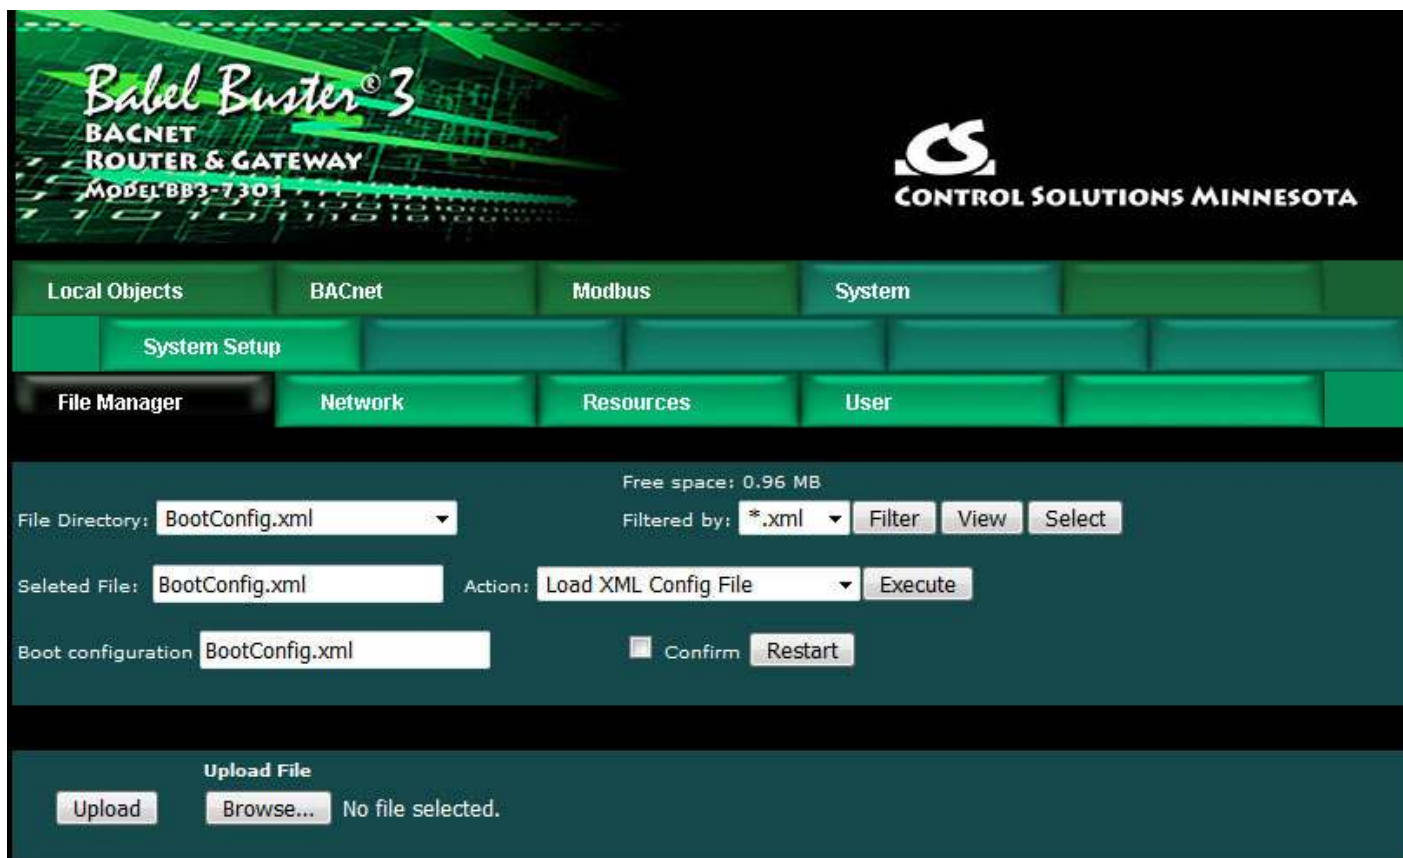 Babel Buster® 3
BACNET
ROUTER & GATEWAY
MODEL BB3-7301
CS
CONTROL SOLUTIONS MINNESOTA
Local Objects BACnet Modbus System
System Setup
File Manager Network Resources User
Free space: 0.96 MB
File Directory: BootConfig.xml Filtered by: *.xml Filter View Select
Seleted File: BootConfig.xml Action: Load XML Config File Execute
Boot configuration BootConfig.xml Confirm Restart
Upload File
Upload Browse... No file selected.